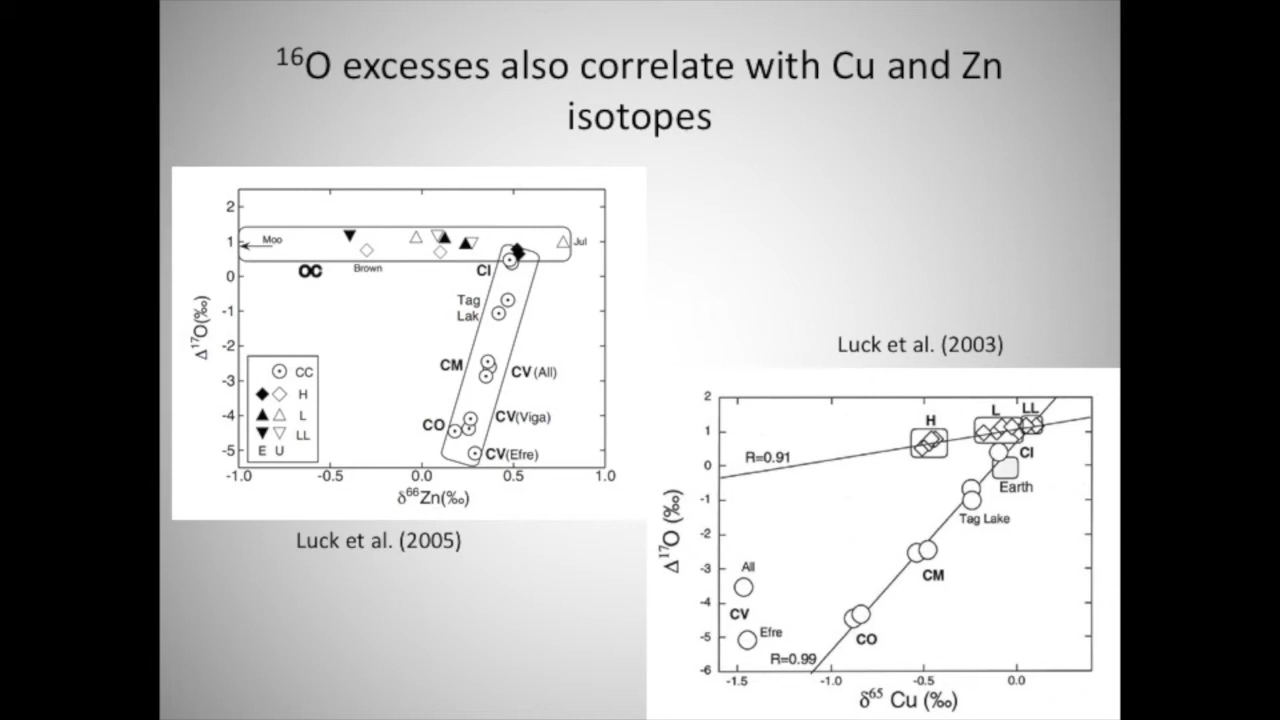 ¹⁶O excesses also correlate with Cu and Zn
isotopes
2
1
0
-1
-2
-3
-4
-5
Δ¹⁷O(‰)
Moo
Jul
OC
Brown
CI
Tag
Lak
CM
CV (All)
CV(Viga)
CO
CV(Efre)
CC
H
L
LL
E U
-1.0 -0.5 0.0 0.5 1.0
δ⁶⁶Zn(‰)
Luck et al. (2005)
Luck et al. (2003)
2
1
0
-1
-2
-3
-4
-5
-6
Δ¹⁷O (‰)
H
L
LL
R=0.91
CI
Earth
Tag Lake
CM
All
CV
Efre
CO
R=0.99
-1.5 -1.0 -0.5 0.0
δ⁶⁵ Cu (‰)